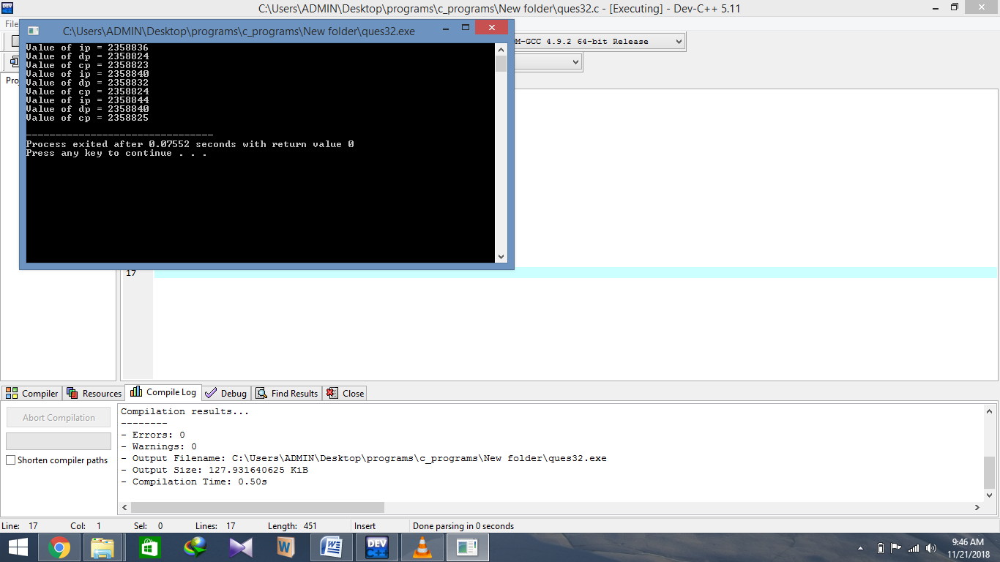 C:\Users\ADMIN\Desktop\programs\c_programs\New folder\ques32.c - [Executing] - Dev-C++ 5.11
File
C:\Users\ADMIN\Desktop\programs\c_programs\New folder\ques32.exe
M-GCC 4.9.2 64-bit Release
Value of ip = 2358836
Value of dp = 2358824
Value of cp = 2358823
Value of ip = 2358840
Value of dp = 2358832
Value of cp = 2358824
Value of ip = 2358844
Value of dp = 2358840
Value of cp = 2358825
--------------------------------
Process exited after 0.07552 seconds with return value 0
Press any key to continue . . .
17
Compiler Resources Compile Log Debug Find Results Close
Abort Compilation
Shorten compiler paths
Compilation results...
--------
- Errors: 0
- Warnings: 0
- Output Filename: C:\Users\ADMIN\Desktop\programs\c_programs\New folder\ques32.exe
- Output Size: 127.931640625 KiB
- Compilation Time: 0.50s
Line: 17 Col: 1 Sel: 0 Lines: 17 Length: 451 Insert Done parsing in 0 seconds
9:46 AM
11/21/2018